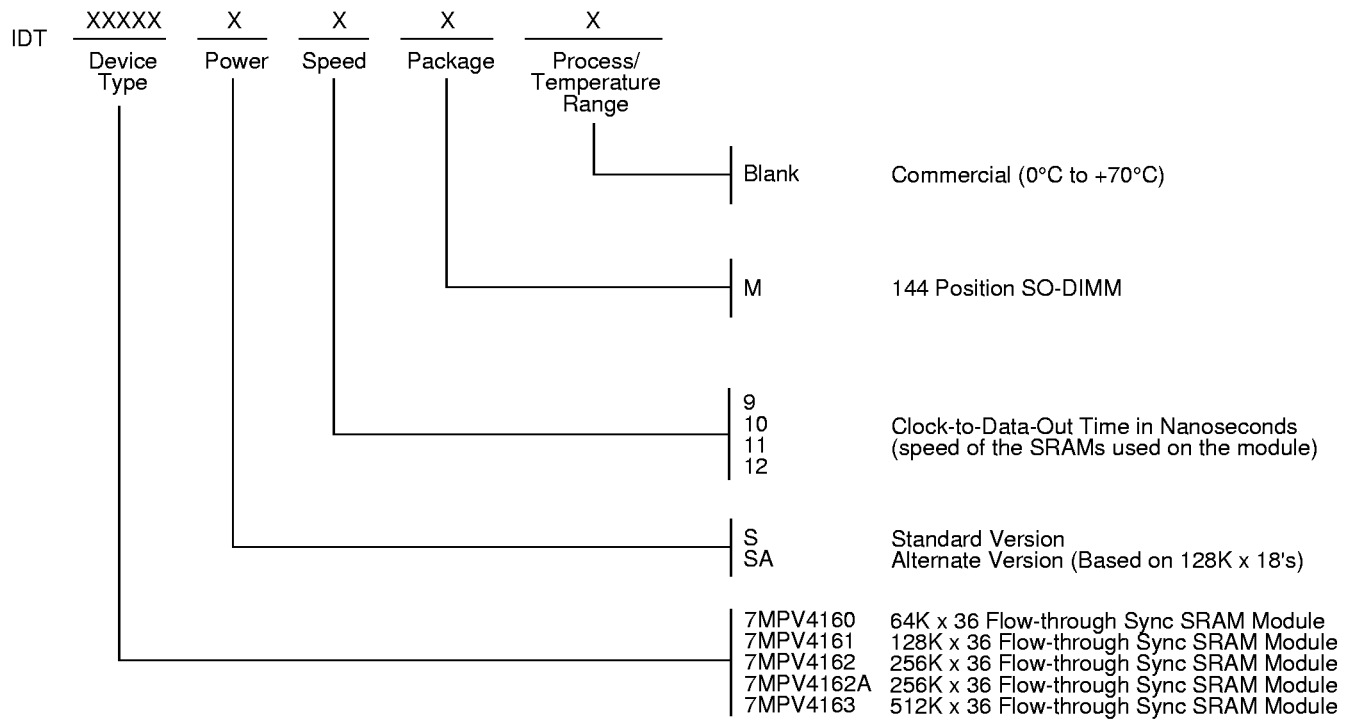 XXXXX X X X X
IDT
Device Type Power Speed Package Process/ Temperature Range
Blank Commercial (0°C to +70°C)
M 144 Position SO-DIMM
9
10 Clock-to-Data-Out Time in Nanoseconds
11 (speed of the SRAMs used on the module)
12
S Standard Version
SA Alternate Version (Based on 128K x 18's)
7MPV4160 64K x 36 Flow-through Sync SRAM Module
7MPV4161 128K x 36 Flow-through Sync SRAM Module
7MPV4162 256K x 36 Flow-through Sync SRAM Module
7MPV4162A 256K x 36 Flow-through Sync SRAM Module
7MPV4163 512K x 36 Flow-through Sync SRAM Module